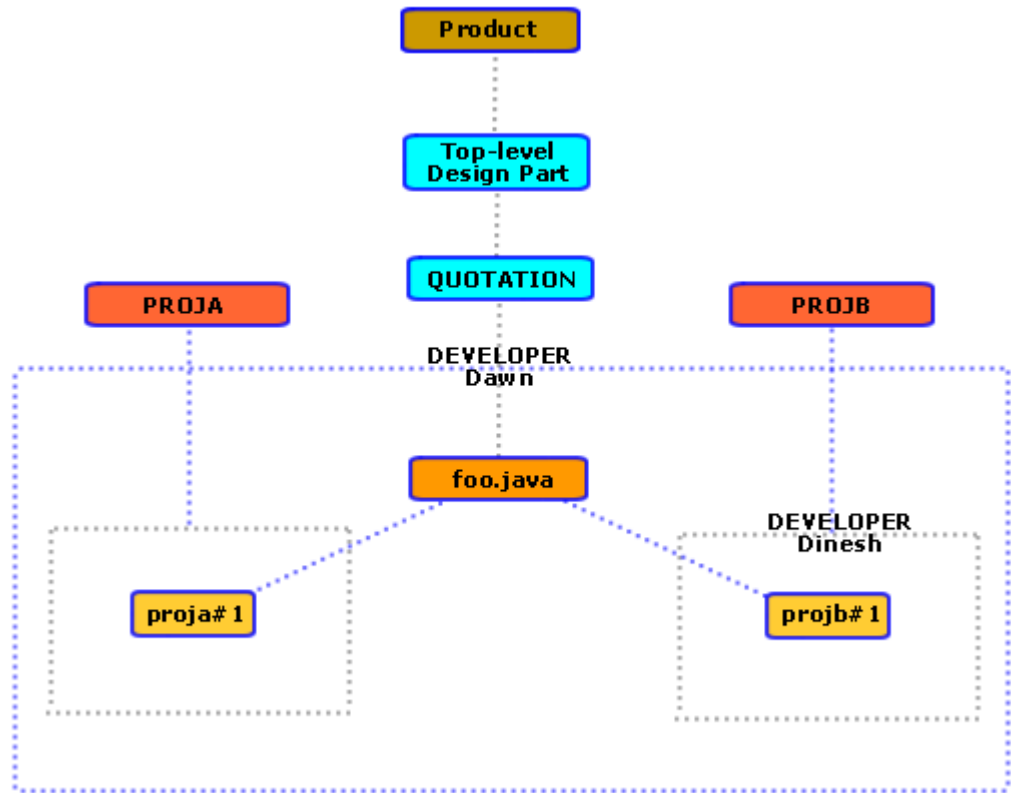 Product
Top-level
Design Part
QUOTATION
PROJA
PROJB
DEVELOPER
Dawn
foo.java
DEVELOPER
Dinesh
proja#1
projb#1